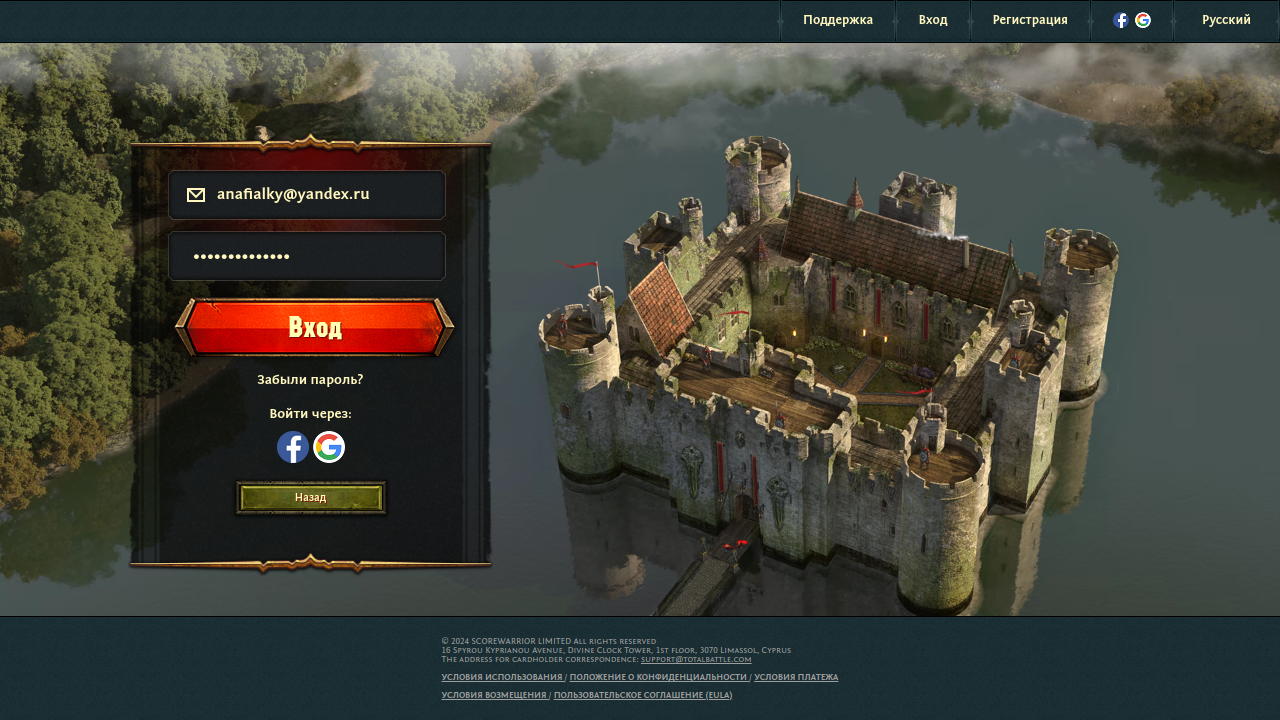 Поддержка
Вход
Регистрация
Русский
anafialky@yandex.ru
••••••••••••••
Вход
Забыли пароль?
Войти через:
Назад
© 2024 SCOREWARRIOR LIMITED All rights reserved
16 Spyrou Kyprianou Avenue, Divine Clock Tower, 1st floor, 3070 Limassol, Cyprus
The address for cardholder correspondence: support@totalbattle.com
УСЛОВИЯ ИСПОЛЬЗОВАНИЯ / ПОЛОЖЕНИЕ О КОНФИДЕНЦИАЛЬНОСТИ / УСЛОВИЯ ПЛАТЕЖА
УСЛОВИЯ ВОЗМЕЩЕНИЯ / ПОЛЬЗОВАТЕЛЬСКОЕ СОГЛАШЕНИЕ (EULA)